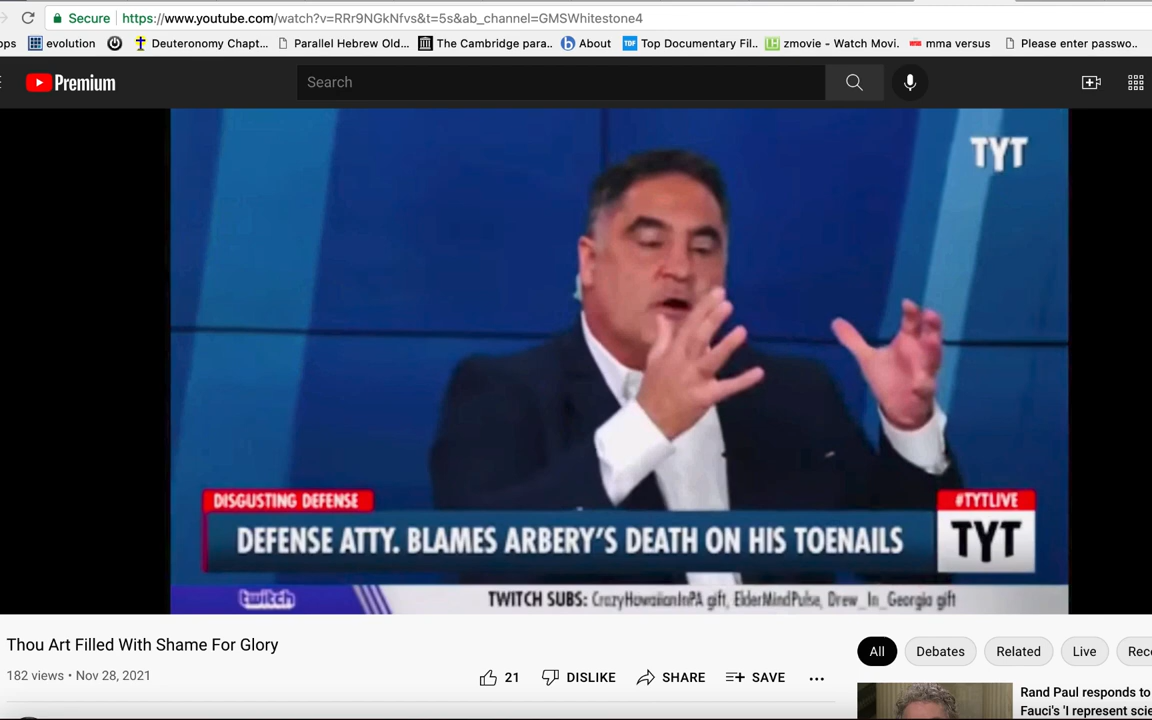 Secure https://www.youtube.com/watch?v=RRr9NGkNfvs&t=5s&ab_channel=GMSWhitestone4
pps evolution Deuteronomy Chapt... Parallel Hebrew Old... The Cambridge para.. About Top Documentary Fil.. zmovie - Watch Movi. mma versus Please enter passwo..
Premium Search
TYT
DISGUSTING DEFENSE #TYTLIVE
DEFENSE ATTY. BLAMES ARBERY'S DEATH ON HIS TOENAILS TYT
twitch TWITCH SUBS: CrazyHawaiianInPA gift, ElderMindPulse, Drew_In_Georgia gift
Thou Art Filled With Shame For Glory
182 views • Nov 28, 2021 21 DISLIKE SHARE SAVE
All Debates Related Live Rec
Rand Paul responds to
Fauci's 'I represent scie